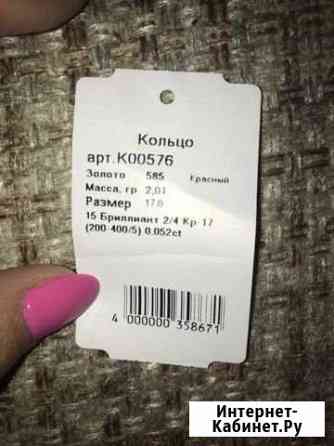 Кольцо
арт.К00576
Золото 585 Красный
Масса, гр 2,01
Размер 17.0
15 Бриллиант 2/4 Кр-17
(200-400/5) 0,052ct
4 000000 358671
Интернет-
Кабинет.Ру